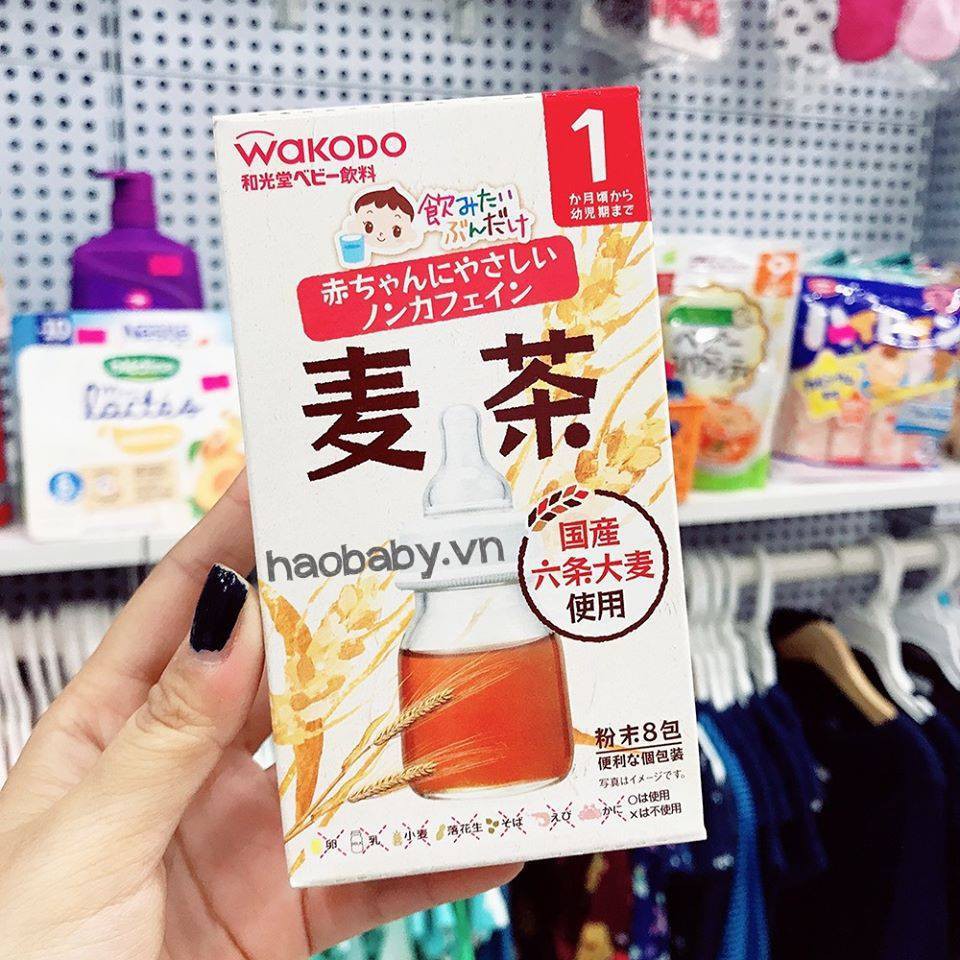 Wakodo
和光堂ベビー飲料
1
か月頃から
幼児期まで
飲みたい
ぶんだけ
赤ちゃんにやさしい
ノンカフェイン
麦茶
haobaby.vn
国産
六条大麦
使用
粉末8包
便利な個包装
写真はイメージです。
卵 乳 小麦 落花生 そば えび かに
○は使用
×は不使用
Nestlé